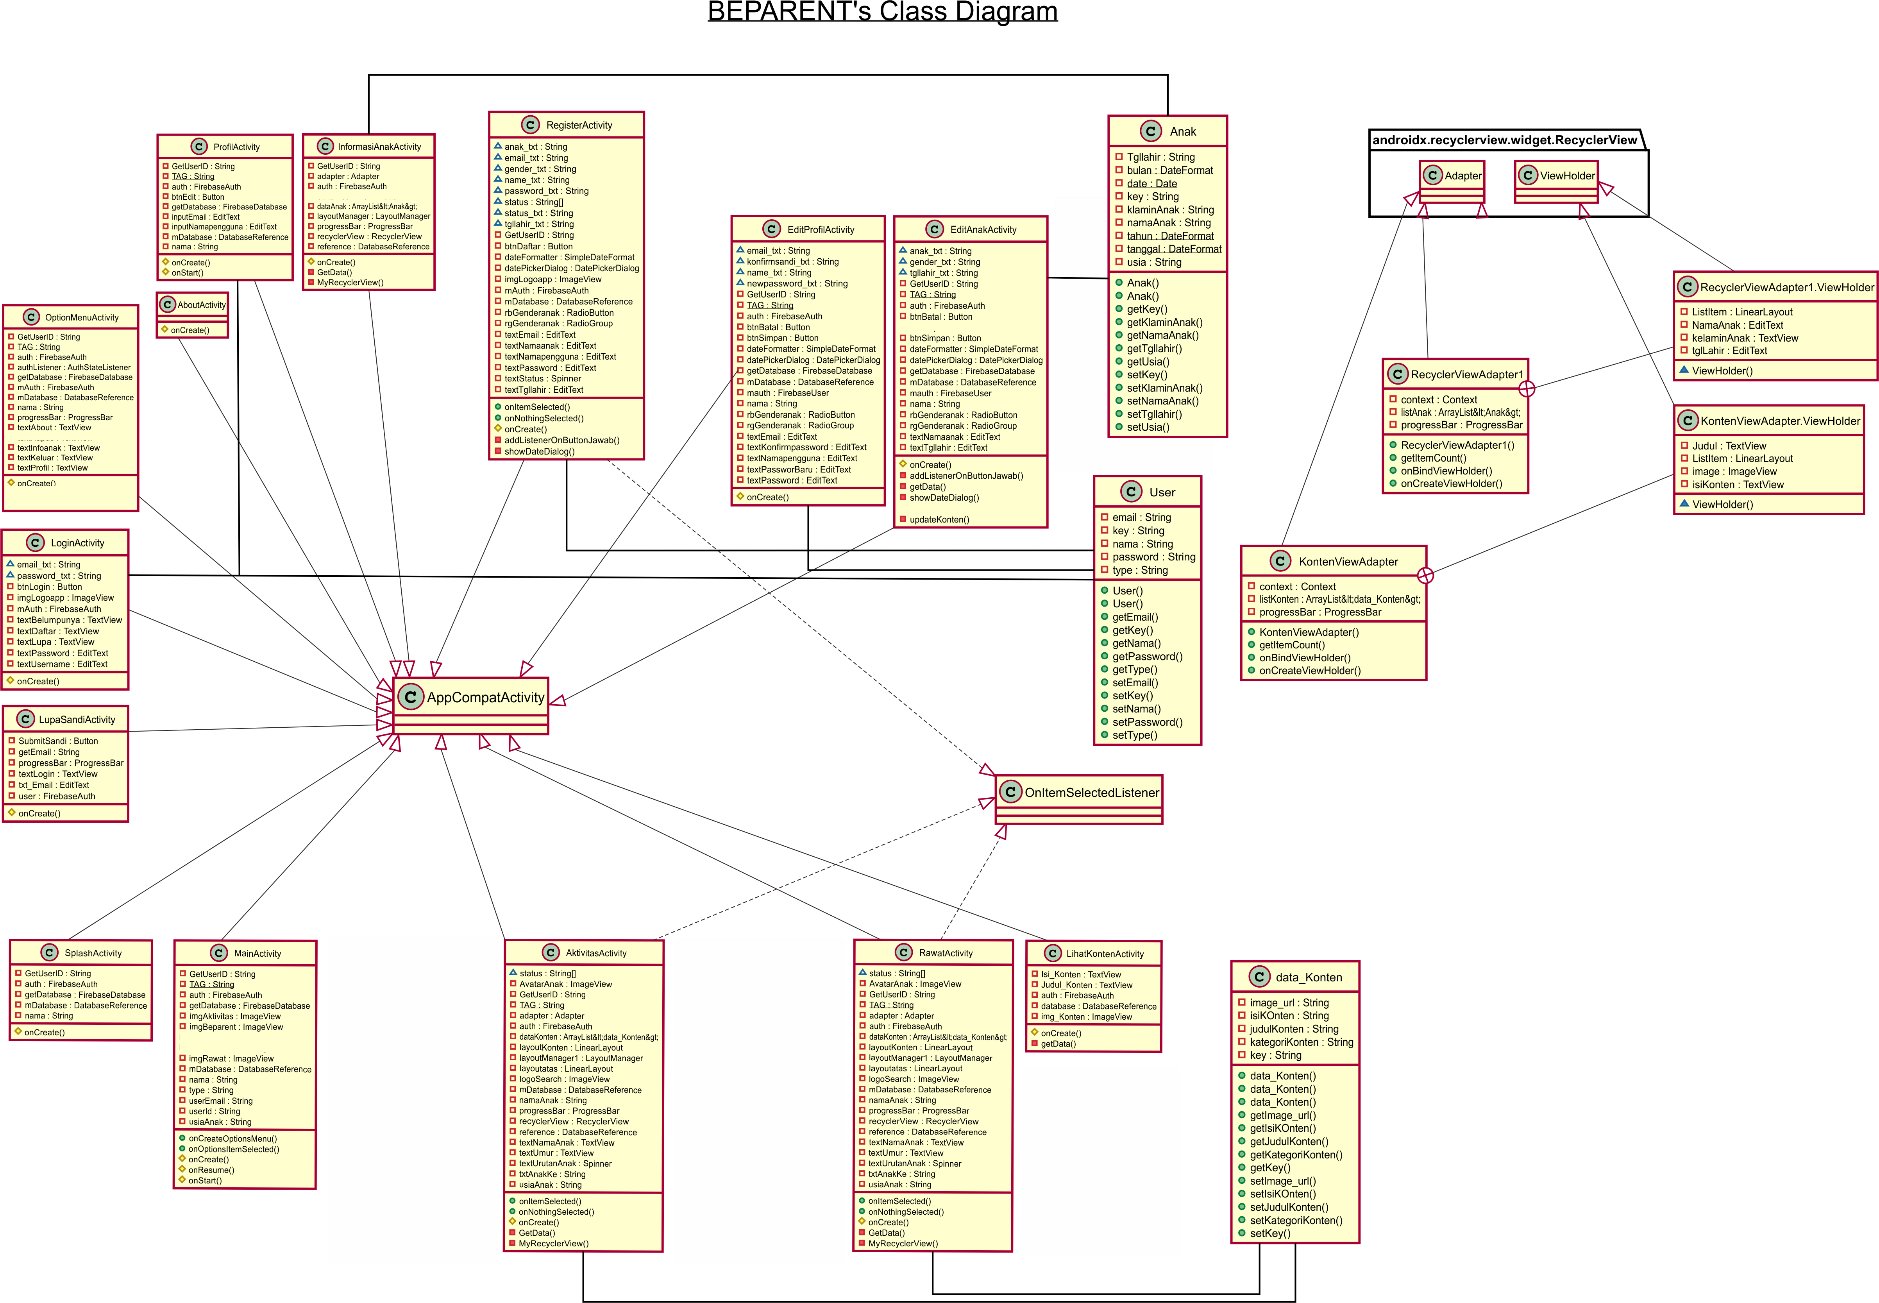 BEPARENT's Class Diagram
ProfilActivity
GetUserID : String
TAG : String
auth : FirebaseAuth
btnEdit : Button
getDatabase : FirebaseDatabase
inputEmail : EditText
inputNamapengguna : EditText
mDatabase : DatabaseReference
nama : String
onCreate()
onStart()
InformasiAnakActivity
GetUserID : String
adapter : Adapter
auth : FirebaseAuth
dataAnak : ArrayList&lt;Anak&gt;
layoutManager : LayoutManager
progressBar : ProgressBar
recyclerView : RecyclerView
reference : DatabaseReference
onCreate()
GetData()
MyRecyclerView()
RegisterActivity
anak_txt : String
email_txt : String
gender_txt : String
name_txt : String
password_txt : String
status : String[]
status_txt : String
tgllahir_txt : String
GetUserID : String
btnDaftar : Button
dateFormatter : SimpleDateFormat
datePickerDialog : DatePickerDialog
imgLogoapp : ImageView
mAuth : FirebaseAuth
mDatabase : DatabaseReference
rbGenderanak : RadioButton
rgGenderanak : RadioGroup
textEmail : EditText
textNamaanak : EditText
textNamapengguna : EditText
textPassword : EditText
textStatus : Spinner
textTgllahir : EditText
onItemSelected()
onNothingSelected()
onCreate()
addListenerOnButtonJawab()
showDateDialog()
EditProfilActivity
email_txt : String
konfirmsandi_txt : String
name_txt : String
newpassword_txt : String
GetUserID : String
TAG : String
auth : FirebaseAuth
btnBatal : Button
btnSimpan : Button
dateFormatter : SimpleDateFormat
datePickerDialog : DatePickerDialog
getDatabase : FirebaseDatabase
mDatabase : DatabaseReference
mauth : FirebaseUser
nama : String
rbGenderanak : RadioButton
rgGenderanak : RadioGroup
textEmail : EditText
textKonfirmpassword : EditText
textNamapengguna : EditText
textPassworBaru : EditText
textPassword : EditText
onCreate()
EditAnakActivity
anak_txt : String
gender_txt : String
tgllahir_txt : String
GetUserID : String
TAG : String
auth : FirebaseAuth
btnBatal : Button
btnSimpan : Button
dateFormatter : SimpleDateFormat
datePickerDialog : DatePickerDialog
getDatabase : FirebaseDatabase
mDatabase : DatabaseReference
mauth : FirebaseUser
nama : String
rbGenderanak : RadioButton
rgGenderanak : RadioGroup
textNamaanak : EditText
textTgllahir : EditText
onCreate()
addListenerOnButtonJawab()
getData()
showDateDialog()
updateKonten()
Anak
Tgllahir : String
bulan : DateFormat
date : Date
key : String
klaminAnak : String
namaAnak : String
tahun : DateFormat
tanggal : DateFormat
usia : String
Anak()
Anak()
getKey()
getKlaminAnak()
getNamaAnak()
getTgllahir()
getUsia()
setKey()
setKlaminAnak()
setNamaAnak()
setTgllahir()
setUsia()
androidx.recyclerview.widget.RecyclerView
Adapter
ViewHolder
RecyclerViewAdapter1.ViewHolder
ListItem : LinearLayout
NamaAnak : EditText
kelaminAnak : TextView
tglLahir : EditText
ViewHolder()
RecyclerViewAdapter1
context : Context
listAnak : ArrayList&lt;Anak&gt;
progressBar : ProgressBar
RecyclerViewAdapter1()
getItemCount()
onBindViewHolder()
onCreateViewHolder()
KontenViewAdapter.ViewHolder
Judul : TextView
ListItem : LinearLayout
image : ImageView
isiKonten : TextView
ViewHolder()
KontenViewAdapter
context : Context
listKonten : ArrayList&lt;data_Konten&gt;
progressBar : ProgressBar
KontenViewAdapter()
getItemCount()
onBindViewHolder()
onCreateViewHolder()
AboutActivity
onCreate()
OptionMenuActivity
GetUserID : String
TAG : String
auth : FirebaseAuth
authListener : AuthStateListener
getDatabase : FirebaseDatabase
mAuth : FirebaseAuth
mDatabase : DatabaseReference
nama : String
progressBar : ProgressBar
textAbout : TextView
textInfoanak : TextView
textKeluar : TextView
textProfil : TextView
onCreate()
LoginActivity
email_txt : String
password_txt : String
btnLogin : Button
imgLogoapp : ImageView
mAuth : FirebaseAuth
textBelumpunya : TextView
textDaftar : TextView
textLupa : TextView
textPassword : EditText
textUsername : EditText
onCreate()
User
email : String
key : String
nama : String
password : String
type : String
User()
User()
getEmail()
getKey()
getNama()
getPassword()
getType()
setEmail()
setKey()
setNama()
setPassword()
setType()
AppCompatActivity
LupaSandiActivity
SubmitSandi : Button
getEmail : String
progressBar : ProgressBar
textLogin : TextView
txt_Email : EditText
user : FirebaseAuth
onCreate()
OnItemSelectedListener
SplashActivity
GetUserID : String
auth : FirebaseAuth
getDatabase : FirebaseDatabase
mDatabase : DatabaseReference
nama : String
onCreate()
MainActivity
GetUserID : String
TAG : String
auth : FirebaseAuth
getDatabase : FirebaseDatabase
imgAktivitas : ImageView
imgBeparent : ImageView
imgRawat : ImageView
mDatabase : DatabaseReference
nama : String
type : String
userEmail : String
userId : String
usiaAnak : String
onCreateOptionsMenu()
onOptionsItemSelected()
onCreate()
onResume()
onStart()
AktivitasActivity
status : String[]
AvatarAnak : ImageView
GetUserID : String
TAG : String
adapter : Adapter
auth : FirebaseAuth
dataKonten : ArrayList&lt;data_Konten&gt;
layoutKonten : LinearLayout
layoutManager1 : LayoutManager
layoutatas : LinearLayout
logoSearch : ImageView
mDatabase : DatabaseReference
namaAnak : String
progressBar : ProgressBar
recyclerView : RecyclerView
reference : DatabaseReference
textNamaAnak : TextView
textUmur : TextView
textUrutanAnak : Spinner
txtAnakKe : String
usiaAnak : String
onItemSelected()
onNothingSelected()
onCreate()
GetData()
MyRecyclerView()
RawatActivity
status : String[]
AvatarAnak : ImageView
GetUserID : String
TAG : String
adapter : Adapter
auth : FirebaseAuth
dataKonten : ArrayList&lt;data_Konten&gt;
layoutKonten : LinearLayout
layoutManager1 : LayoutManager
layoutatas : LinearLayout
logoSearch : ImageView
mDatabase : DatabaseReference
namaAnak : String
progressBar : ProgressBar
recyclerView : RecyclerView
reference : DatabaseReference
textNamaAnak : TextView
textUmur : TextView
textUrutanAnak : Spinner
txtAnakKe : String
usiaAnak : String
onItemSelected()
onNothingSelected()
onCreate()
GetData()
MyRecyclerView()
LihatKontenActivity
Isi_Konten : TextView
Judul_Konten : TextView
auth : FirebaseAuth
database : DatabaseReference
img_Konten : ImageView
onCreate()
getData()
data_Konten
image_url : String
isiKOnten : String
judulKonten : String
kategoriKonten : String
key : String
data_Konten()
data_Konten()
data_Konten()
getImage_url()
getIsiKOnten()
getJudulKonten()
getKategoriKonten()
getKey()
setImage_url()
setIsiKOnten()
setJudulKonten()
setKategoriKonten()
setKey()